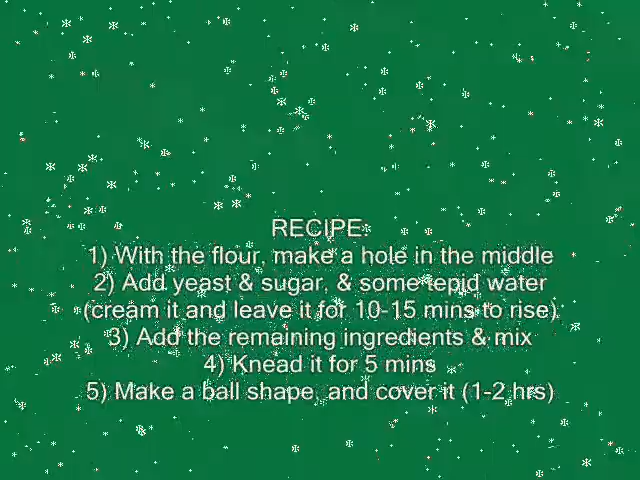 RECIPE:
1) With the flour, make a hole in the middle
2) Add yeast & sugar, & some tepid water
(cream it and leave it for 10-15 mins to rise)
3) Add the remaining ingredients & mix
4) Knead it for 5 mins
5) Make a ball shape, and cover it (1-2 hrs)